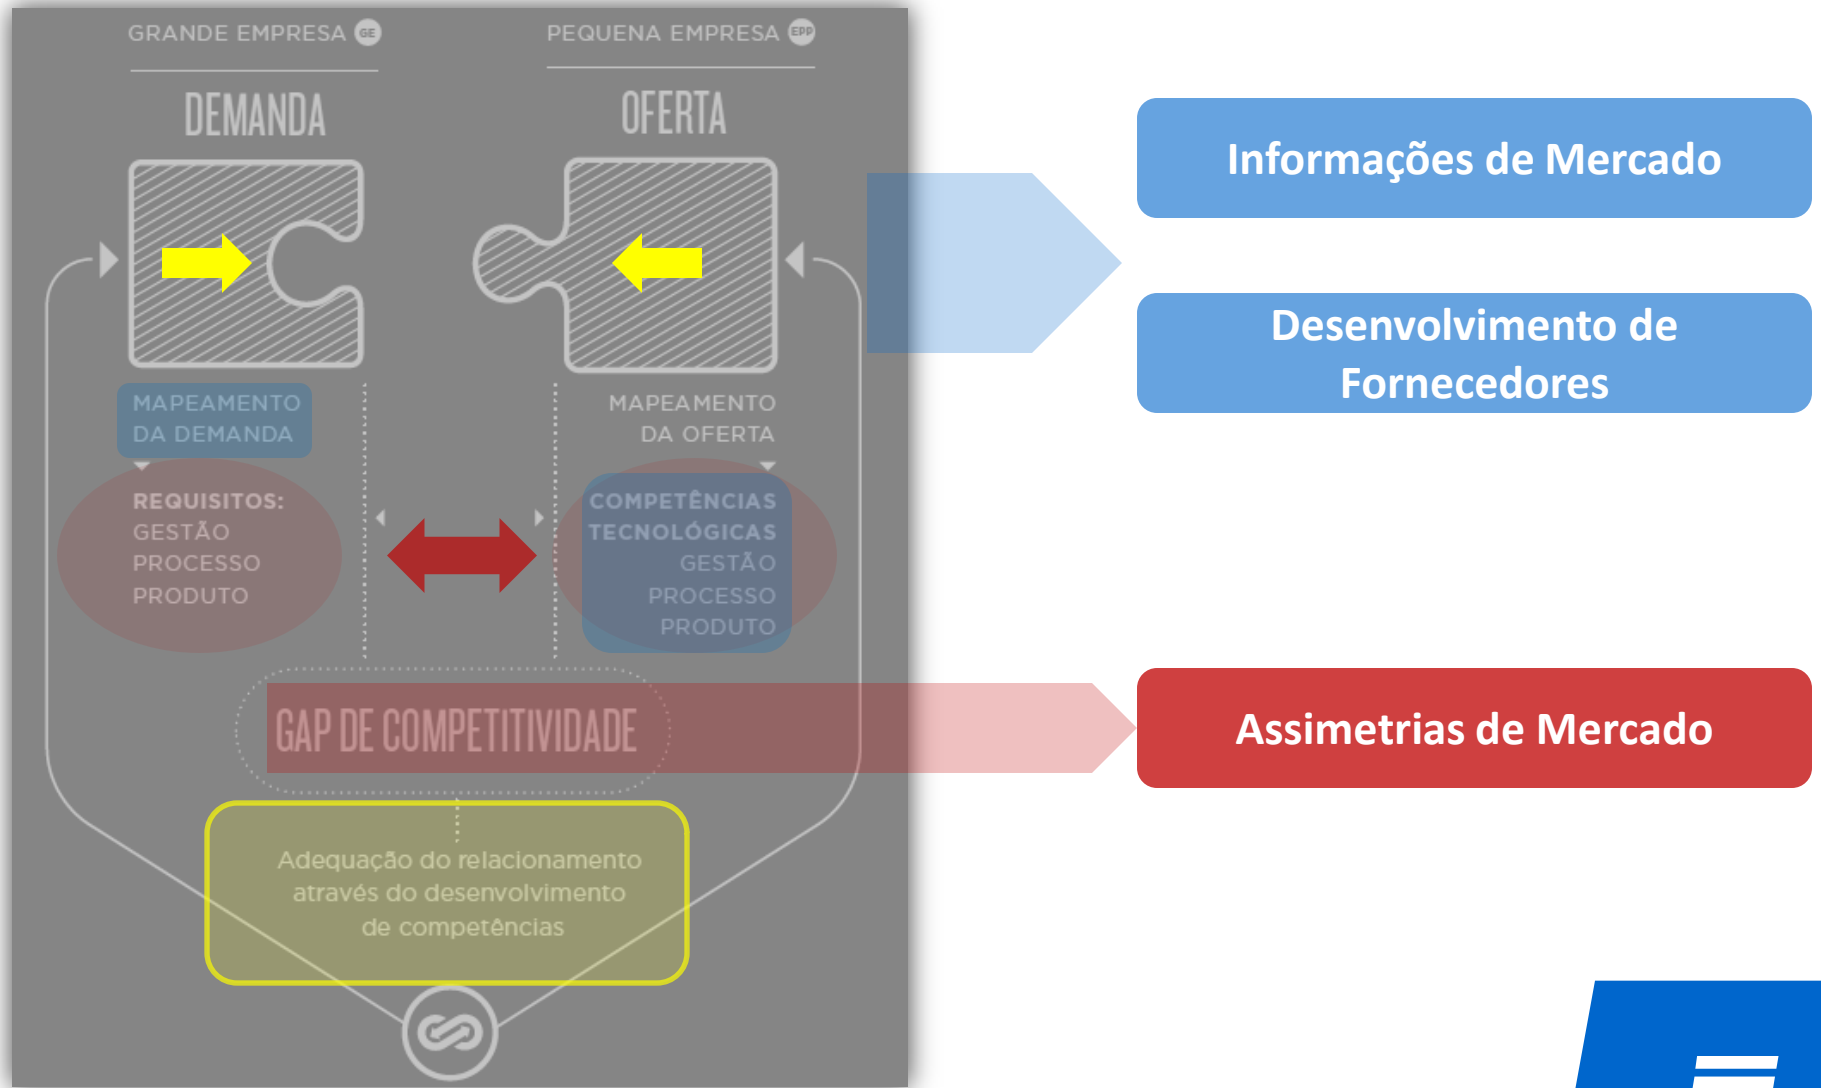 GRANDE EMPRESA GE
PEQUENA EMPRESA EPP
DEMANDA
OFERTA
MAPEAMENTO
DA DEMANDA
REQUISITOS:
GESTÃO
PROCESSO
PRODUTO
MAPEAMENTO
DA OFERTA
COMPETÊNCIAS
TECNOLÓGICAS
GESTÃO
PROCESSO
PRODUTO
GAP DE COMPETITIVIDADE
Adequação do relacionamento
através do desenvolvimento
de competências
Informações de Mercado
Desenvolvimento de
Fornecedores
Assimetrias de Mercado